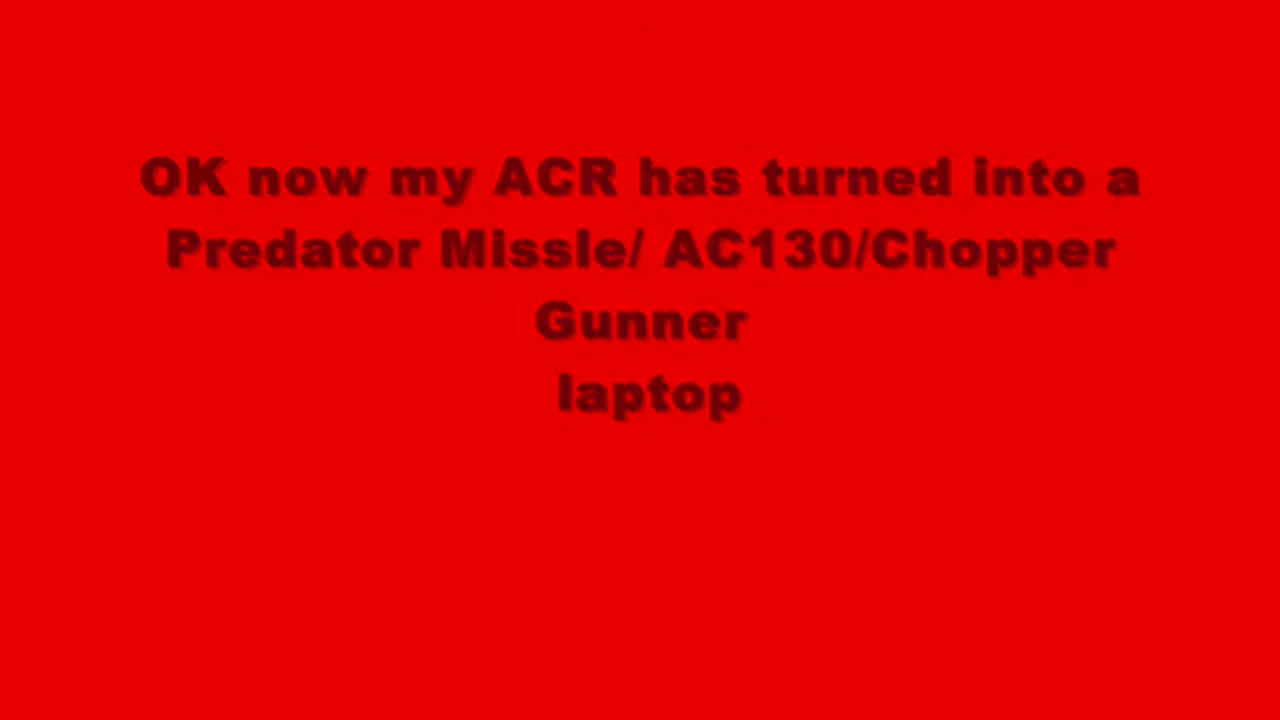 OK now my ACR has turned into a
Predator Missle/ AC130/Chopper
Gunner
laptop